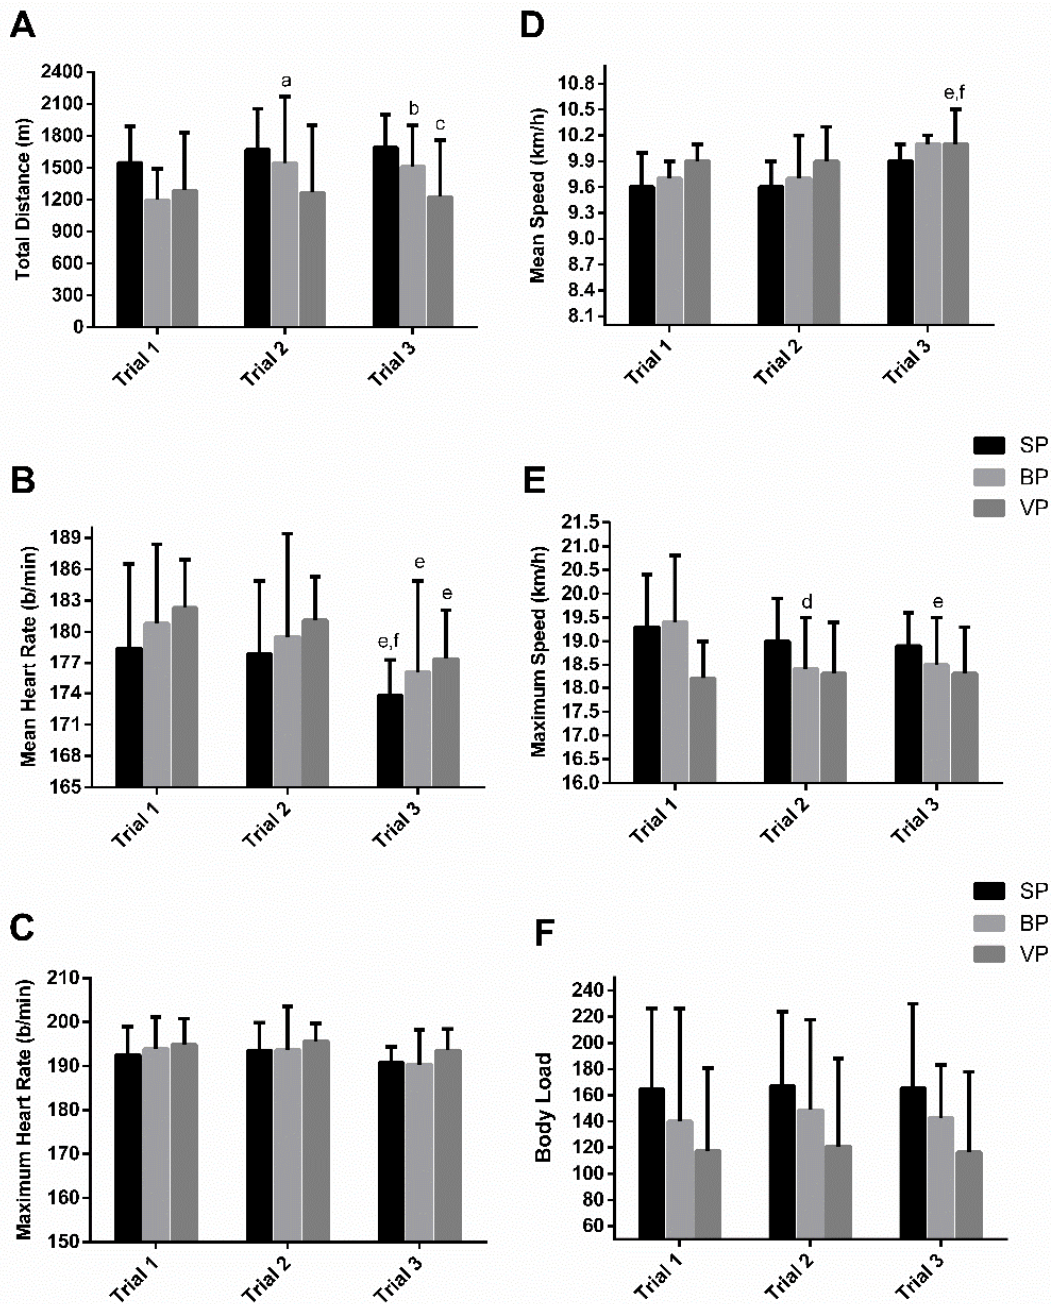 A
Total Distance (m)
2400
2100
1800
1500
1200
900
600
300
0
a
b
c
Trial 1
Trial 2
Trial 3
D
Mean Speed (km/h)
10.8
10.5
10.2
9.9
9.6
9.3
9.0
8.7
8.4
8.1
e,f
Trial 1
Trial 2
Trial 3
SP
BP
VP
B
Mean Heart Rate (b/min)
189
186
183
180
177
174
171
168
165
e,f
e
e
Trial 1
Trial 2
Trial 3
E
Maximum Speed (km/h)
21.5
21.0
20.5
20.0
19.5
19.0
18.5
18.0
17.5
17.0
16.5
16.0
d
e
Trial 1
Trial 2
Trial 3
SP
BP
VP
C
Maximum Heart Rate (b/min)
210
200
190
180
170
160
150
Trial 1
Trial 2
Trial 3
F
Body Load
240
220
200
180
160
140
120
100
80
60
Trial 1
Trial 2
Trial 3